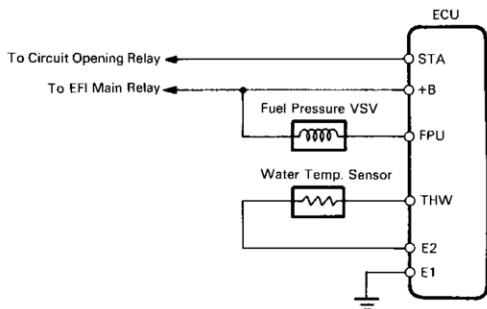 ECU
To Circuit Opening Relay
STA
To EFI Main Relay
+B
Fuel Pressure VSV
FPU
Water Temp. Sensor
THW
E2
E1